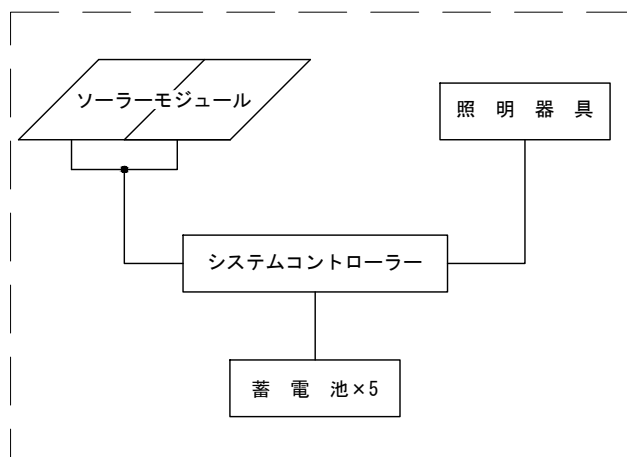 ソーラーモジュール
照 明 器 具
システムコントローラー
蓄 電 池×5